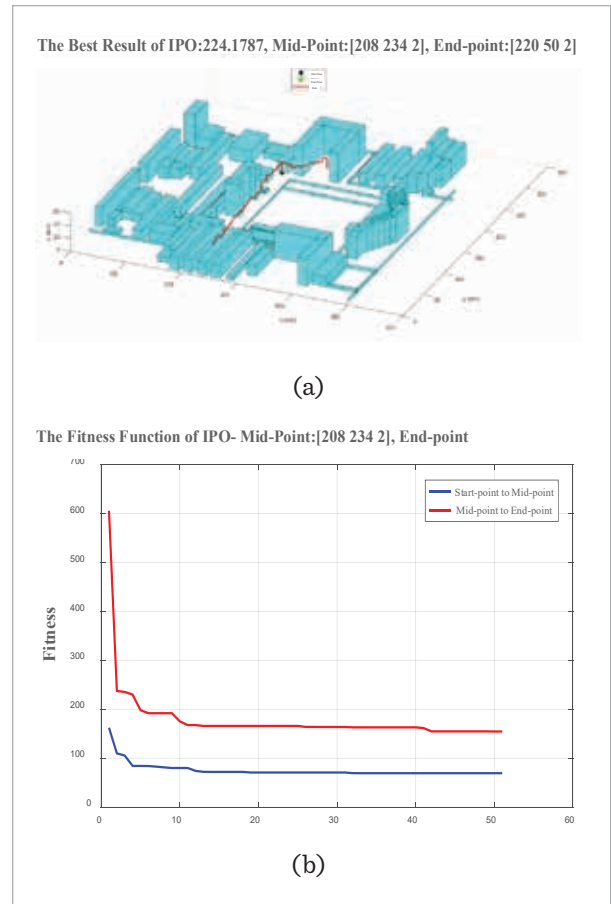 The Best Result of IPO:224.1787, Mid-Point:[208 234 2], End-point:[220 50 2]
(a)
The Fitness Function of IPO- Mid-Point:[208 234 2], End-point
700
600
500
400
300
200
100
0
Fitness
Start-point to Mid-point
Mid-point to End-point
0 10 20 30 40 50 60
(b)